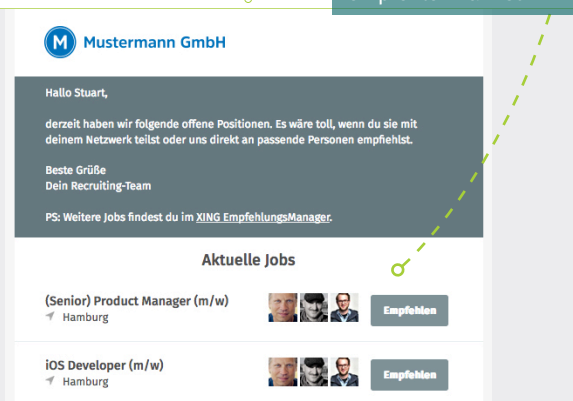 M Mustermann GmbH
Hallo Stuart,
derzeit haben wir folgende offene Positionen. Es wäre toll, wenn du sie mit
deinem Netzwerk teilst oder uns direkt an passende Personen empfiehlst.
Beste Grüße
Dein Recruiting-Team
PS: Weitere Jobs findest du im XING EmpfehlungsManager.
Aktuelle Jobs
(Senior) Product Manager (m/w)
Hamburg
Empfehlen
iOS Developer (m/w)
Hamburg
Empfehlen